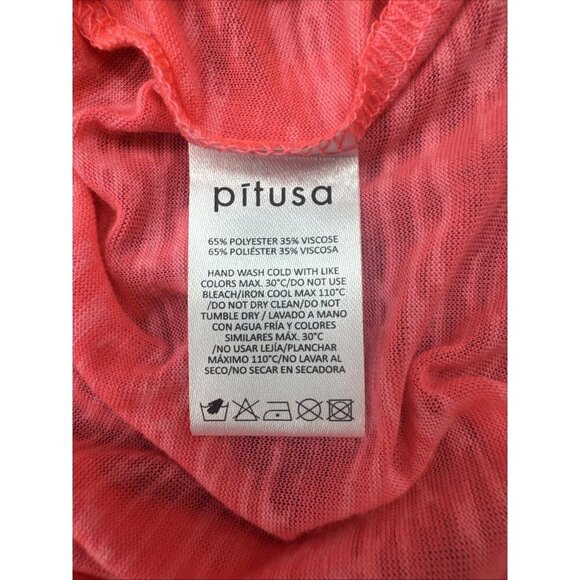 pítusa
65% POLYESTER 35% VISCOSE
65% POLIÉSTER 35% VISCOSA
HAND WASH COLD WITH LIKE
COLORS MAX. 30°C/DO NOT USE
BLEACH/IRON COOL MAX 110°C
/DO NOT DRY CLEAN/DO NOT
TUMBLE DRY / LAVADO A MANO
CON AGUA FRÍA Y COLORES
SIMILARES MÁX. 30°C
/NO USAR LEJÍA/PLANCHAR
MÁXIMO 110°C/NO LAVAR AL
SECO/NO SECAR EN SECADORA